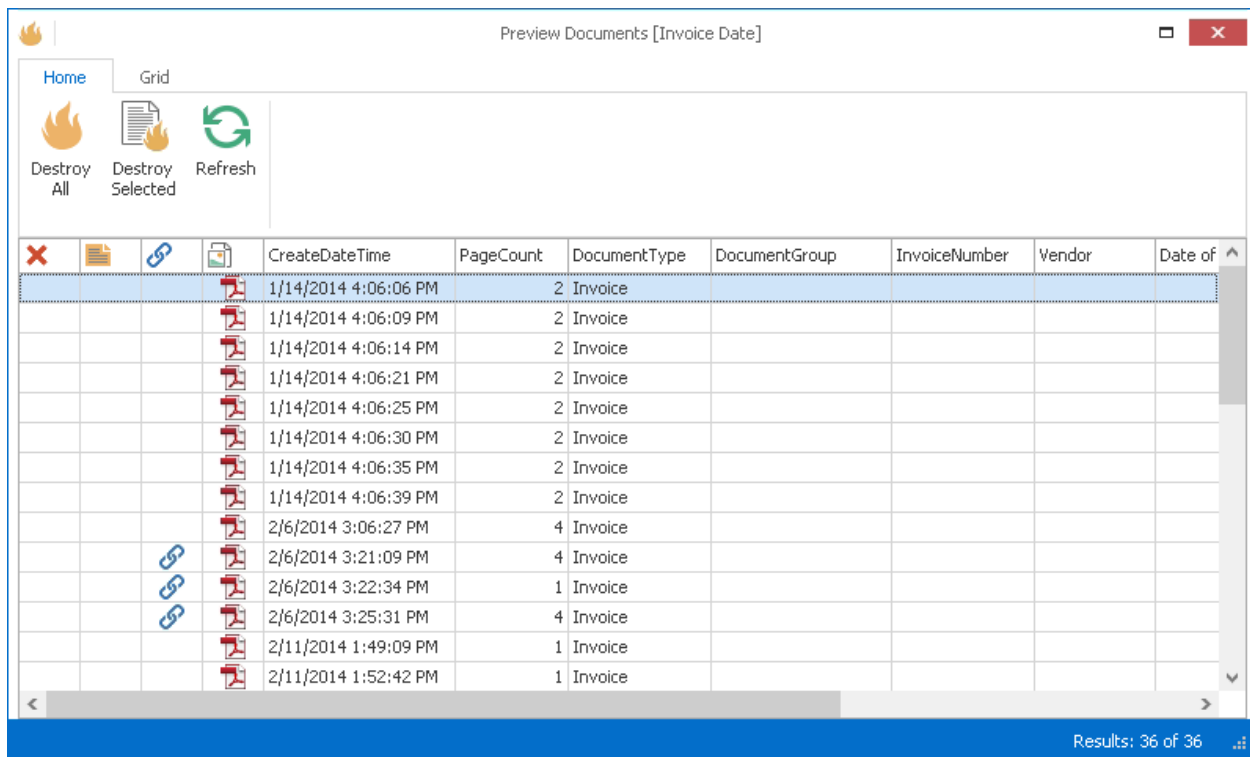 Preview Documents [Invoice Date]
Home Grid
Destroy All Destroy Selected Refresh
CreateDateTime PageCount DocumentType DocumentGroup InvoiceNumber Vendor Date of
1/14/2014 4:06:06 PM 2 Invoice
1/14/2014 4:06:09 PM 2 Invoice
1/14/2014 4:06:14 PM 2 Invoice
1/14/2014 4:06:21 PM 2 Invoice
1/14/2014 4:06:25 PM 2 Invoice
1/14/2014 4:06:30 PM 2 Invoice
1/14/2014 4:06:35 PM 2 Invoice
1/14/2014 4:06:39 PM 2 Invoice
2/6/2014 3:06:27 PM 4 Invoice
2/6/2014 3:21:09 PM 4 Invoice
2/6/2014 3:22:34 PM 1 Invoice
2/6/2014 3:25:31 PM 4 Invoice
2/11/2014 1:49:09 PM 1 Invoice
2/11/2014 1:52:42 PM 1 Invoice
Results: 36 of 36